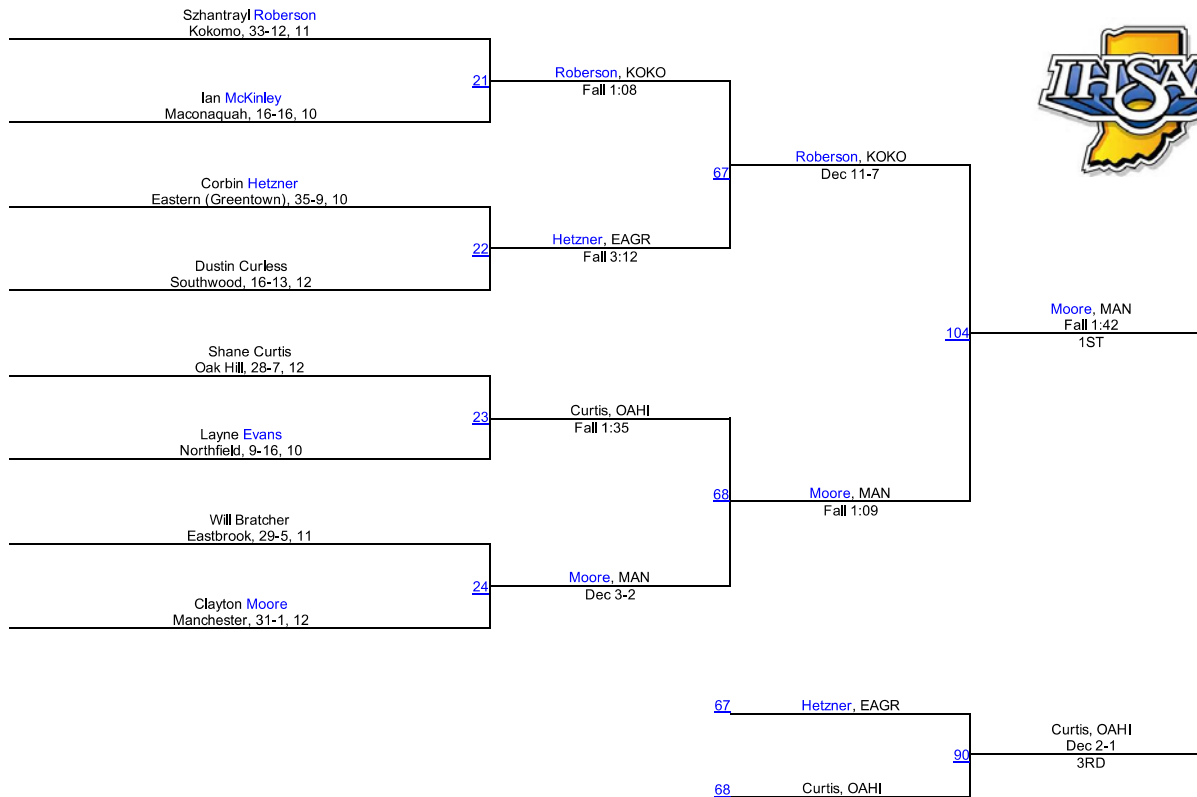 Szhantrayl Roberson
Kokomo, 33-12, 11
21
Ian McKinley
Maconaquah, 16-16, 10
Roberson, KOKO
Fall 1:08
Corbin Hetzner
Eastern (Greentown), 35-9, 10
22
Dustin Curless
Southwood, 16-13, 12
Hetzner, EAGR
Fall 3:12
67
Roberson, KOKO
Dec 11-7
Shane Curtis
Oak Hill, 28-7, 12
23
Layne Evans
Northfield, 9-16, 10
Curtis, OAHI
Fall 1:35
Will Bratcher
Eastbrook, 29-5, 11
24
Clayton Moore
Manchester, 31-1, 12
Moore, MAN
Dec 3-2
68
Moore, MAN
Fall 1:09
104
Moore, MAN
Fall 1:42
1ST
67
Hetzner, EAGR
90
68
Curtis, OAHI
Curtis, OAHI
Dec 2-1
3RD
IHSAA